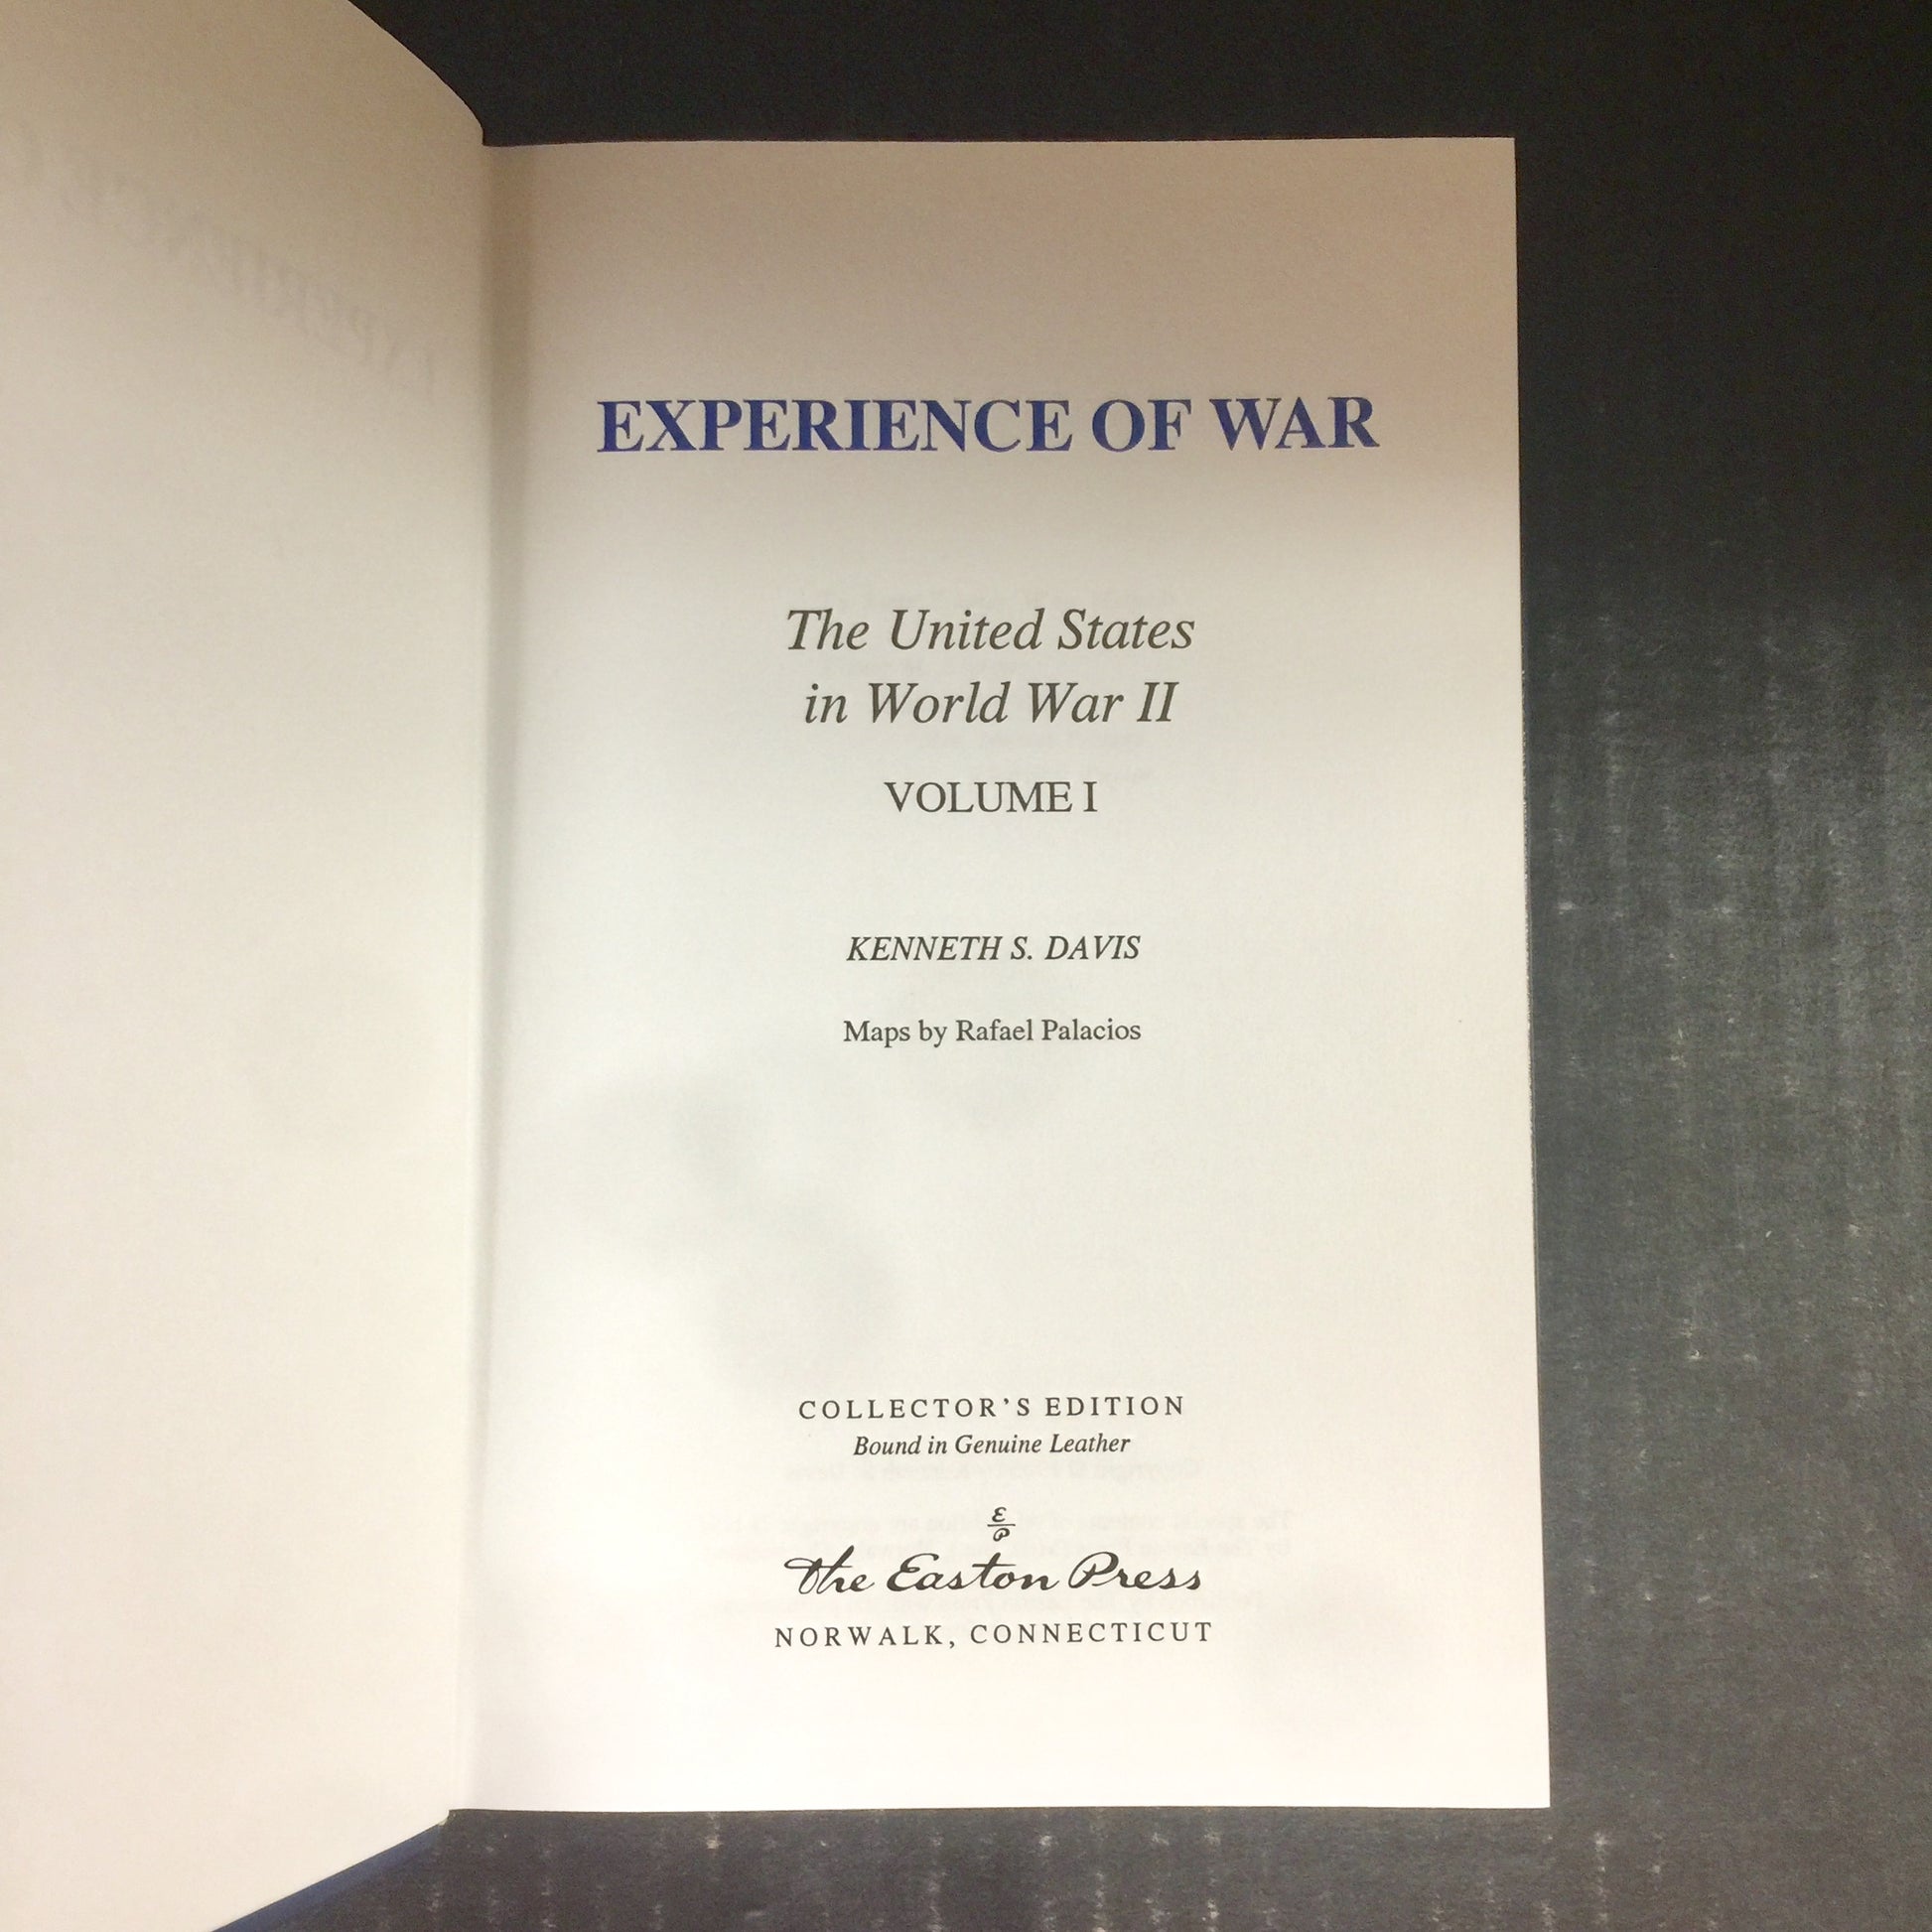 EXPERIENCE OF WAR
The United States
in World War II
VOLUME I
KENNETH S. DAVIS
Maps by Rafael Palacios
COLLECTOR'S EDITION
Bound in Genuine Leather
E
P
The Easton Press
NORWALK, CONNECTICUT